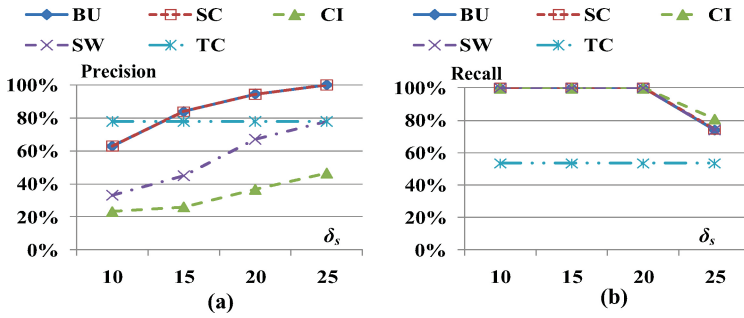 BU SC CI
SW TC
Precision
100%
80%
60%
40%
20%
0%
δs
10 15 20 25
(a)
BU SC CI
SW TC
Recall
100%
80%
60%
40%
20%
0%
δs
10 15 20 25
(b)